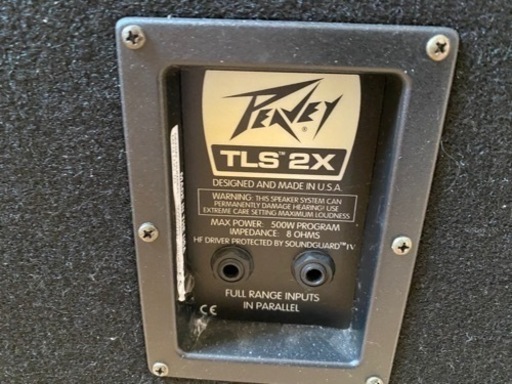 PEAVEY
®
TLS™ 2X
DESIGNED AND MADE IN U.S.A.
WARNING: THIS SPEAKER SYSTEM CAN
PERMANENTLY DAMAGE HEARING! USE
EXTREME CARE SETTING MAXIMUM LOUDNESS
MAX POWER: 500W PROGRAM
IMPEDANCE: 8 OHMS
HF DRIVER PROTECTED BY SOUNDGUARD™ IV
FULL RANGE INPUTS
IN PARALLEL
CE